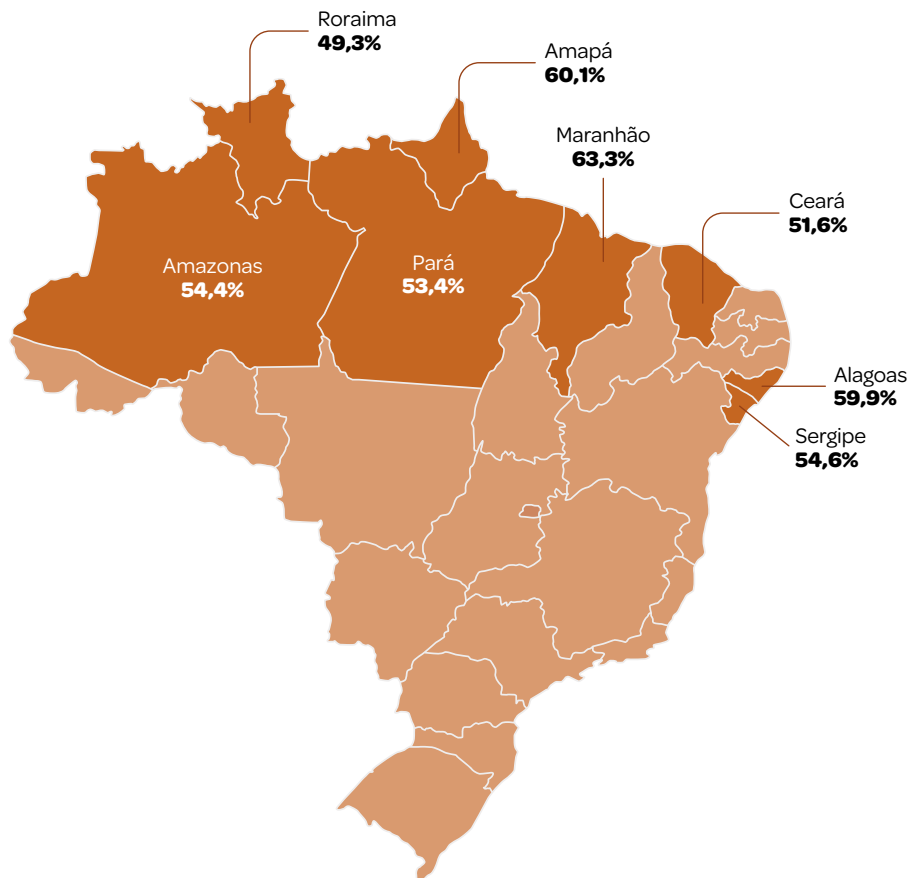 Roraima
49,3%
Amapá
60,1%
Maranhão
63,3%
Ceará
51,6%
Amazonas
54,4%
Pará
53,4%
Alagoas
59,9%
Sergipe
54,6%